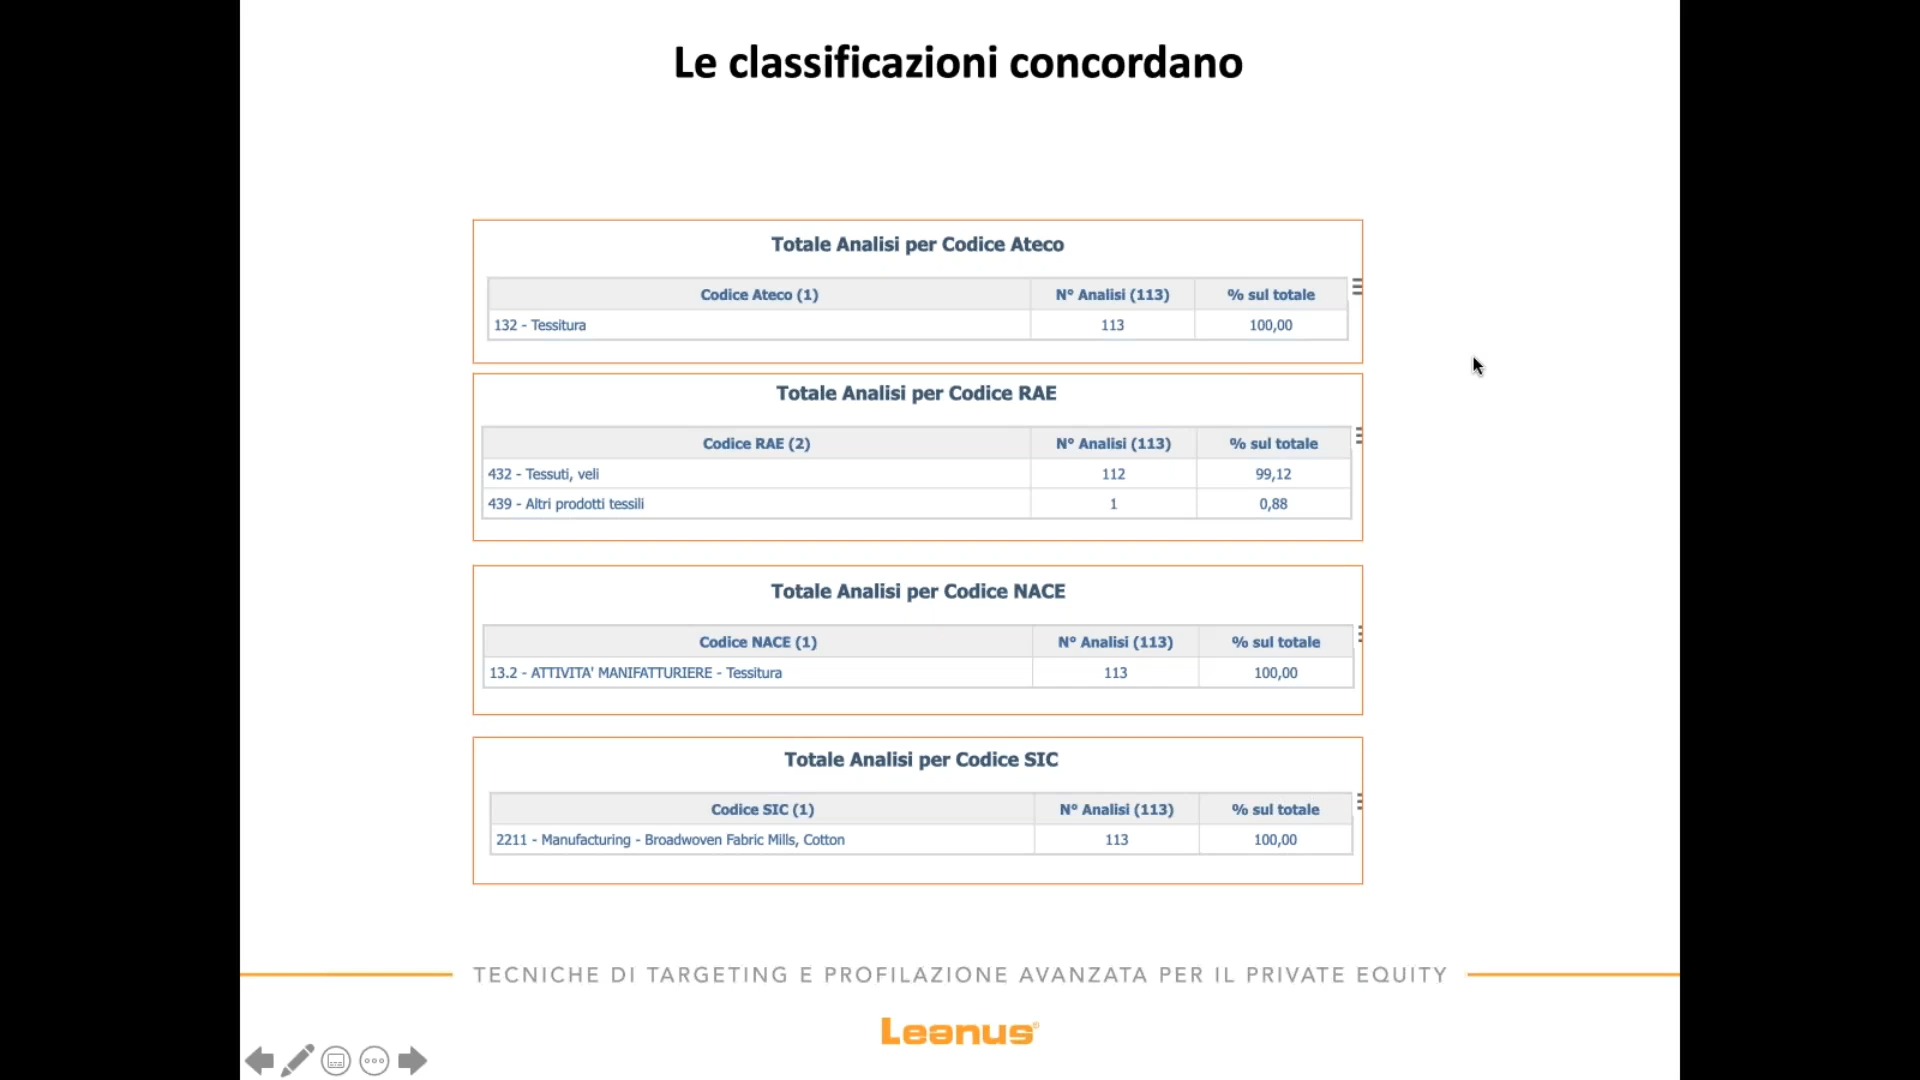 Le classificazioni concordano
Totale Analisi per Codice Ateco
Codice Ateco (1) N° Analisi (113) % sul totale
132 - Tessitura 113 100,00
Totale Analisi per Codice RAE
Codice RAE (2) N° Analisi (113) % sul totale
432 - Tessuti, veli 112 99,12
439 - Altri prodotti tessili 1 0,88
Totale Analisi per Codice NACE
Codice NACE (1) N° Analisi (113) % sul totale
13.2 - ATTIVITA' MANIFATTURIERE - Tessitura 113 100,00
Totale Analisi per Codice SIC
Codice SIC (1) N° Analisi (113) % sul totale
2211 - Manufacturing - Broadwoven Fabric Mills, Cotton 113 100,00
TECNICHE DI TARGETING E PROFILAZIONE AVANZATA PER IL PRIVATE EQUITY
Leanus®